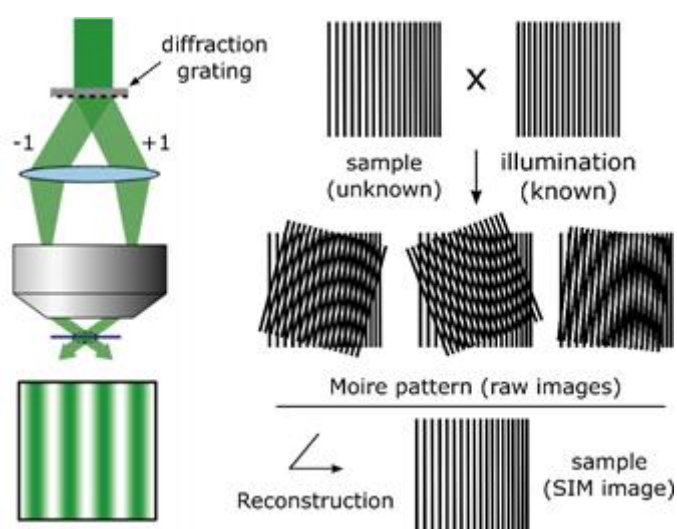 diffraction
grating
-1
+1
x
sample
(unknown)
illumination
(known)
Moire pattern (raw images)
Reconstruction
sample
(SIM image)